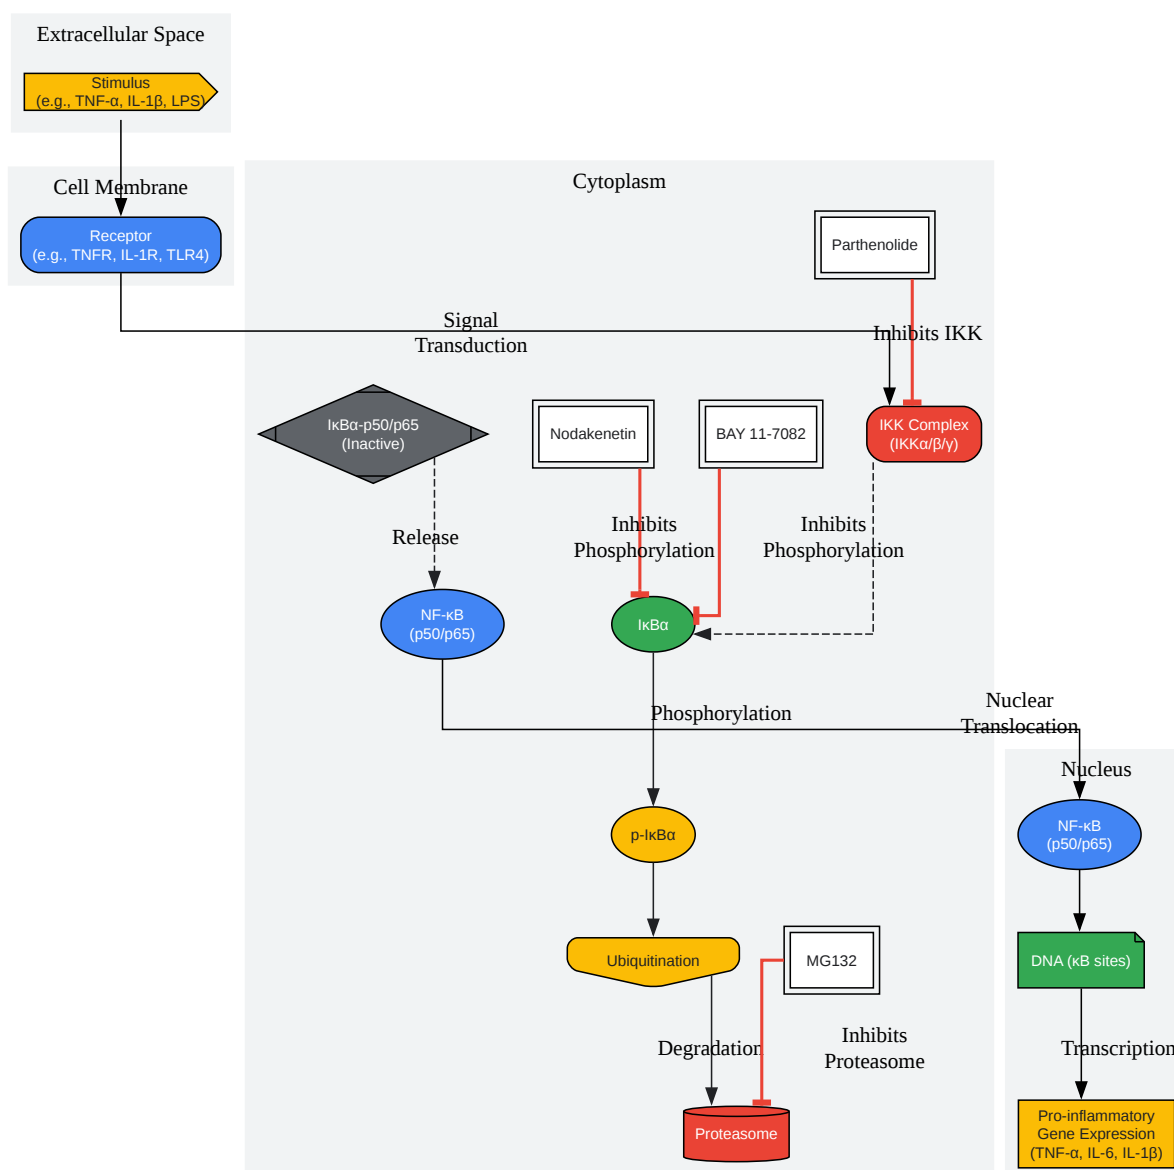 Extracellular Space
Stimulus
(e.g., TNF-α, IL-1β, LPS)
Cell Membrane
Receptor
(e.g., TNFR, IL-1R, TLR4)
Cytoplasm
Parthenolide
Signal
Transduction
Inhibits IKK
IκBα-p50/p65
(Inactive)
Nodakenetin
BAY 11-7082
IKK Complex
(IKKα/β/γ)
Release
Inhibits
Phosphorylation
Inhibits
Phosphorylation
NF-κB
(p50/p65)
IκBα
Phosphorylation
Nuclear
Translocation
Nucleus
p-IκBα
NF-κB
(p50/p65)
Ubiquitination
MG132
DNA (κB sites)
Degradation
Inhibits
Proteasome
Transcription
Proteasome
Pro-inflammatory
Gene Expression
(TNF-α, IL-6, IL-1β)